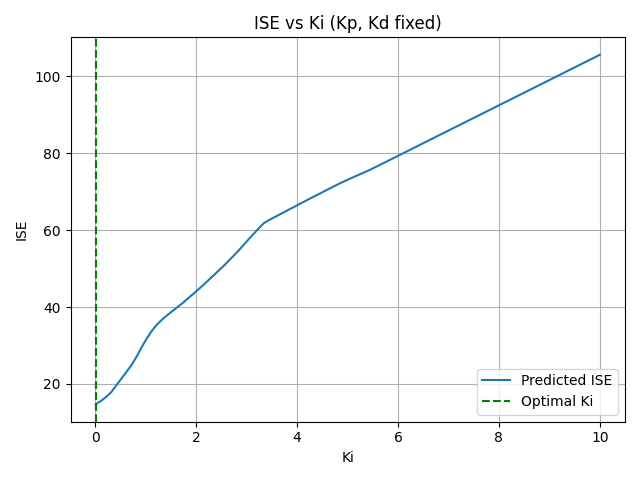 ISE vs Ki (Kp, Kd fixed)
ISE
100
80
60
40
20
0 2 4 6 8 10
Ki
Predicted ISE
Optimal Ki